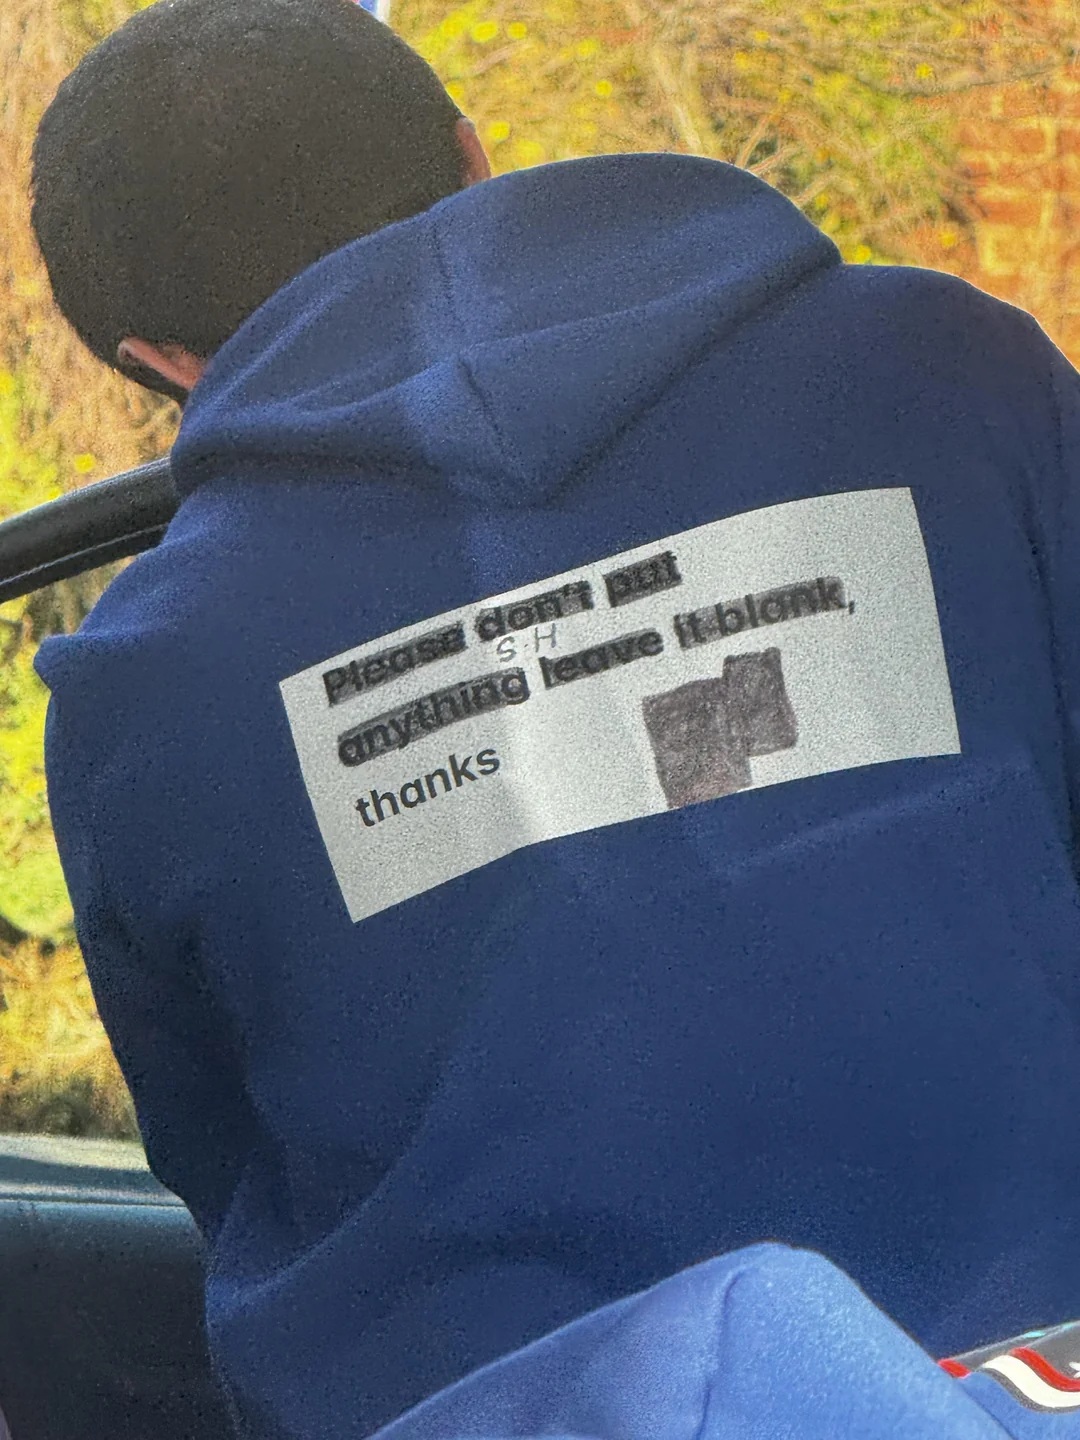 Please don't put
S.H
anything leave it blank,
thanks